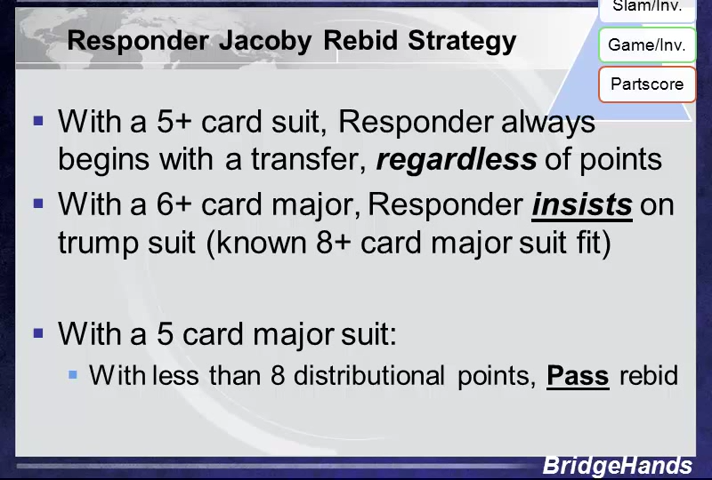 Slam/Inv.
Responder Jacoby Rebid Strategy
Game/Inv.
Partscore
With a 5+ card suit, Responder always
begins with a transfer, regardless of points
With a 6+ card major, Responder insists on
trump suit (known 8+ card major suit fit)
With a 5 card major suit:
With less than 8 distributional points, Pass rebid
BridgeHands